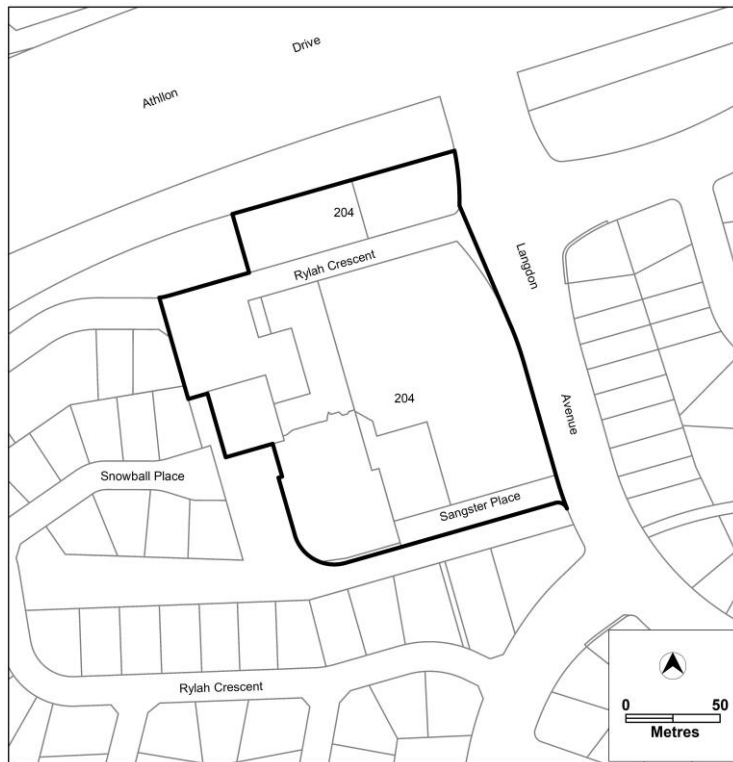 Drive
Athllon
204
Rylah Crescent
Langdon
Avenue
204
Snowball Place
Sangster Place
Rylah Crescent
0 50
Metres